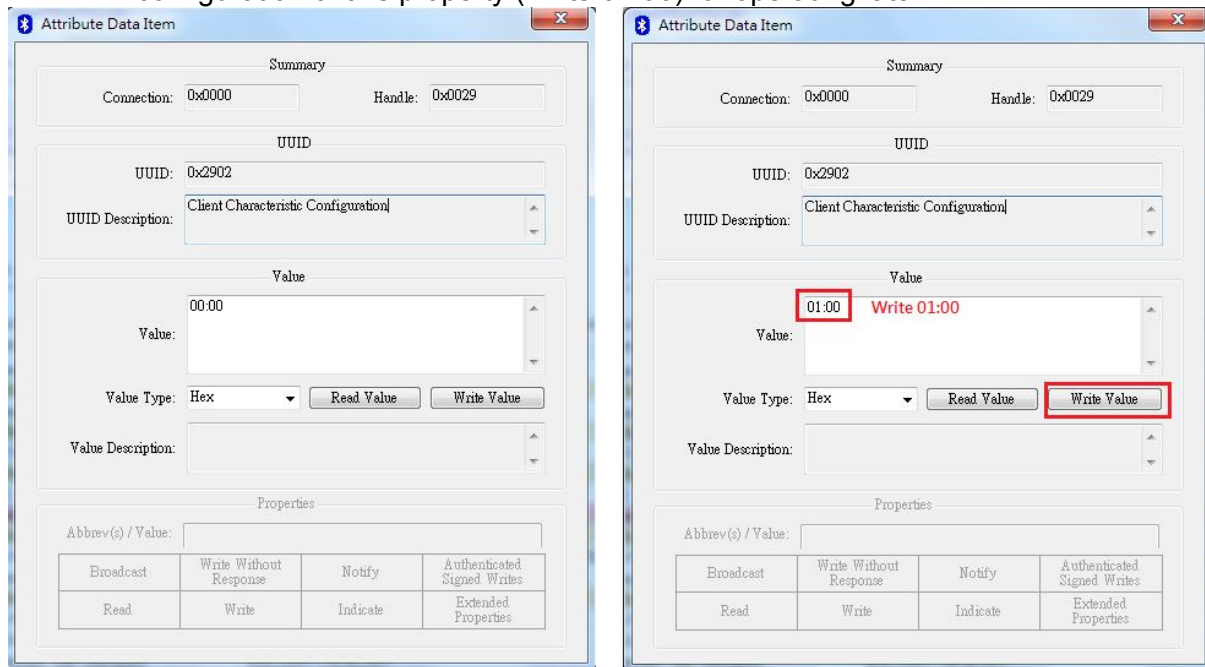 Attribute Data Item
Summary
Connection: 0x0000 Handle: 0x0029
UUID
UUID: 0x2902
UUID Description: Client Characteristic Configuration
Value
Value: 00:00
Value Type: Hex Read Value Write Value
Value Description:
Properties
Abbrev(s) / Value:
Broadcast Write Without Response Notify Authenticated Signed Writes
Read Write Indicate Extended Properties
Attribute Data Item
Summary
Connection: 0x0000 Handle: 0x0029
UUID
UUID: 0x2902
UUID Description: Client Characteristic Configuration
Value
Value: 01:00 Write 01:00
Value Type: Hex Read Value Write Value
Value Description:
Properties
Abbrev(s) / Value:
Broadcast Write Without Response Notify Authenticated Signed Writes
Read Write Indicate Extended Properties